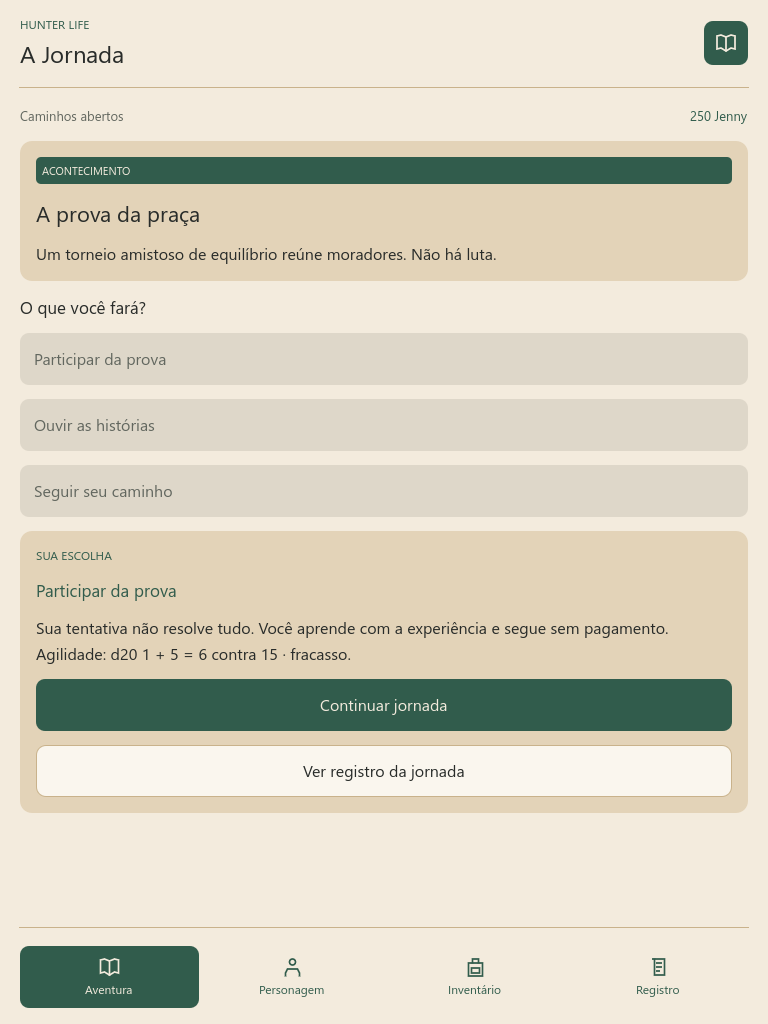 HUNTER LIFE
A Jornada
Caminhos abertos
250 Jenny
ACONTECIMENTO
A prova da praça
Um torneio amistoso de equilíbrio reúne moradores. Não há luta.
O que você fará?
Participar da prova
Ouvir as histórias
Seguir seu caminho
SUA ESCOLHA
Participar da prova
Sua tentativa não resolve tudo. Você aprende com a experiência e segue sem pagamento.
Agilidade: d20 1 + 5 = 6 contra 15 · fracasso.
Continuar jornada
Ver registro da jornada
Aventura
Personagem
Inventário
Registro